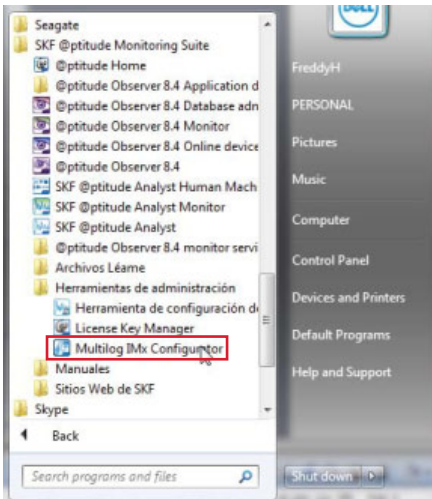 Seagate
SKF @ptitude Monitoring Suite
@ptitude Home
@ptitude Observer 8.4 Application d
@ptitude Observer 8.4 Database adn
@ptitude Observer 8.4 Monitor
@ptitude Observer 8.4 Online device
@ptitude Observer 8.4
SKF @ptitude Analyst Human Mach
SKF @ptitude Analyst Monitor
SKF @ptitude Analyst
@ptitude Observer 8.4 monitor servi
Archivos Léame
Herramientas de administración
Herramienta de configuración de
License Key Manager
Multilog IMx Configurator
Manuales
Sitios Web de SKF
Skype
Back
Search programs and files
DELL
FreddyH
PERSONAL
Pictures
Music
Computer
Control Panel
Devices and Printers
Default Programs
Help and Support
Shut down